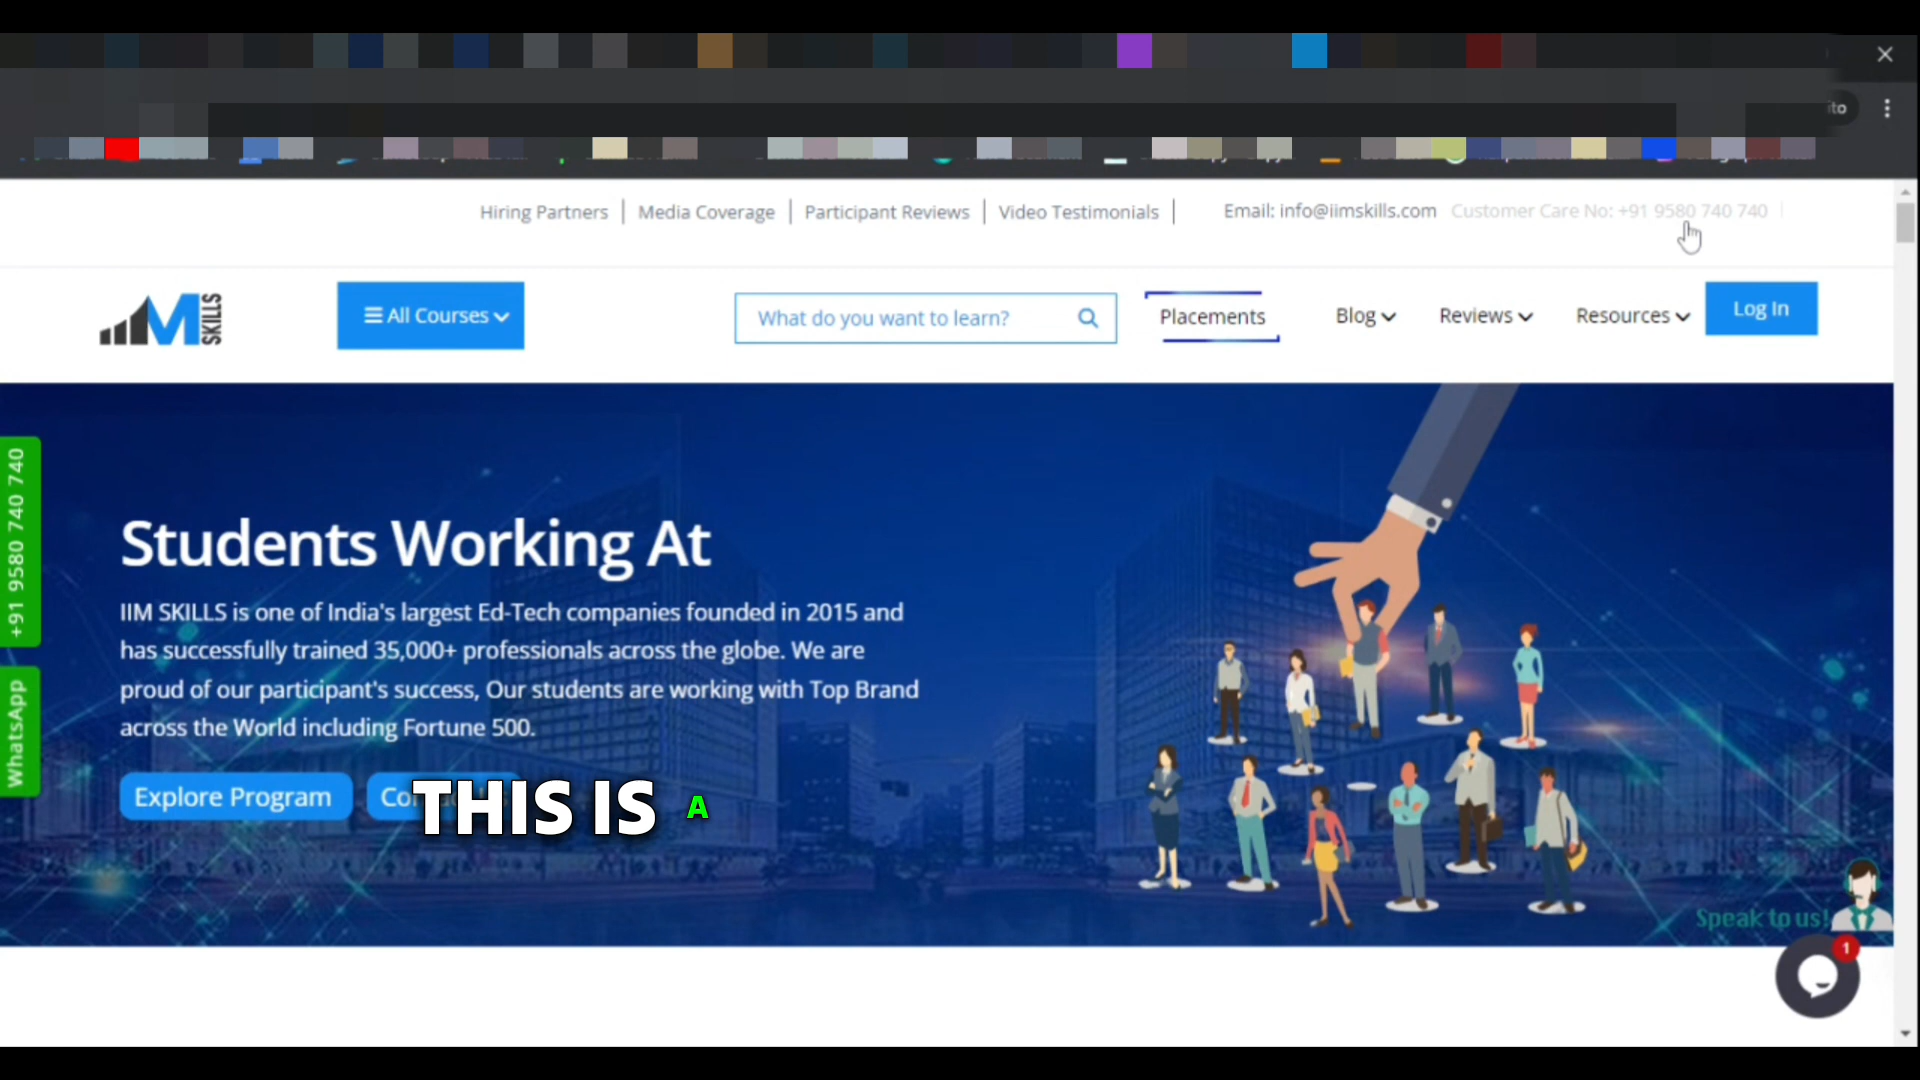 ito
Hiring Partners | Media Coverage | Participant Reviews | Video Testimonials | Email: info@iimskills.com Customer Care No: +91 9580 740 740
IIM SKILLS
All Courses
What do you want to learn?
Placements
Blog
Reviews
Resources
Log In
+91 9580 740 740
WhatsApp
Students Working At
IIM SKILLS is one of India's largest Ed-Tech companies founded in 2015 and
has successfully trained 35,000+ professionals across the globe. We are
proud of our participant's success, Our students are working with Top Brand
across the World including Fortune 500.
Explore Program
THIS IS A
Speak to us!
1